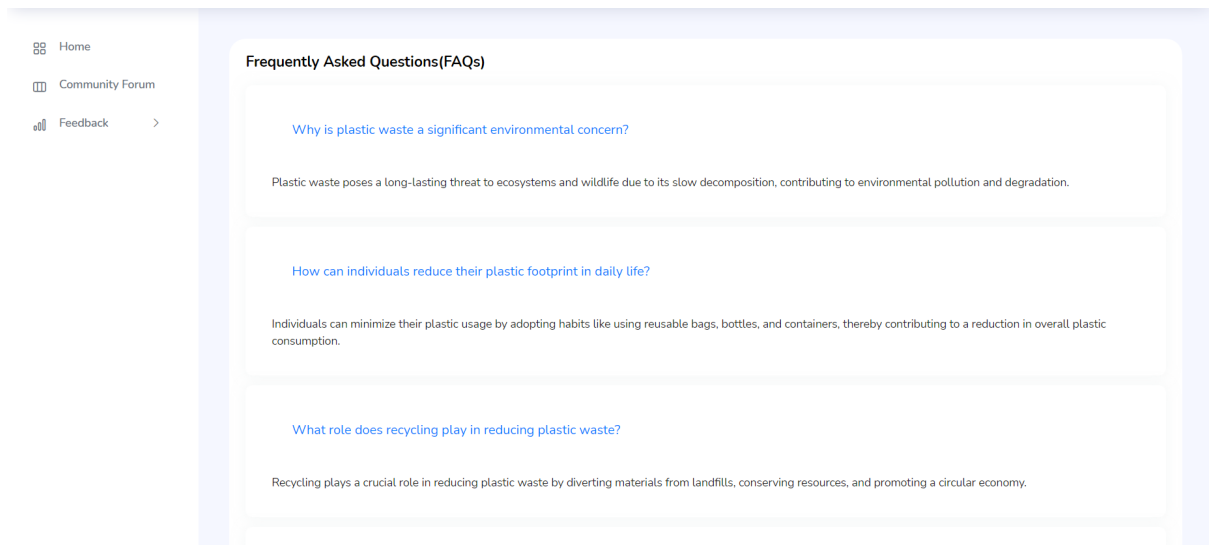 Home
Community Forum
Feedback
Frequently Asked Questions(FAQs)
Why is plastic waste a significant environmental concern?
Plastic waste poses a long-lasting threat to ecosystems and wildlife due to its slow decomposition, contributing to environmental pollution and degradation.
How can individuals reduce their plastic footprint in daily life?
Individuals can minimize their plastic usage by adopting habits like using reusable bags, bottles, and containers, thereby contributing to a reduction in overall plastic
consumption.
What role does recycling play in reducing plastic waste?
Recycling plays a crucial role in reducing plastic waste by diverting materials from landfills, conserving resources, and promoting a circular economy.